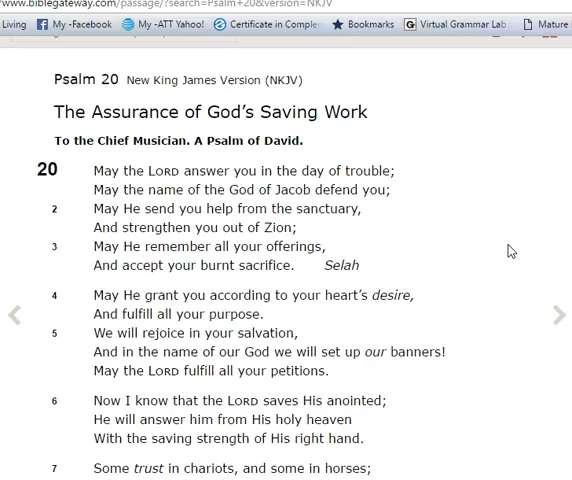 www.biblegateway.com/passage/?search=Psalm+20&version=NKJV
Living My -Facebook My -ATT Yahoo! Certificate in Comple Bookmarks Virtual Grammar Lab Mature
Psalm 20 New King James Version (NKJV)
The Assurance of God’s Saving Work
To the Chief Musician. A Psalm of David.
20 May the LORD answer you in the day of trouble;
May the name of the God of Jacob defend you;
2 May He send you help from the sanctuary,
And strengthen you out of Zion;
3 May He remember all your offerings,
And accept your burnt sacrifice. Selah
4 May He grant you according to your heart’s desire,
And fulfill all your purpose.
5 We will rejoice in your salvation,
And in the name of our God we will set up our banners!
May the LORD fulfill all your petitions.
6 Now I know that the LORD saves His anointed;
He will answer him from His holy heaven
With the saving strength of His right hand.
7 Some trust in chariots, and some in horses;